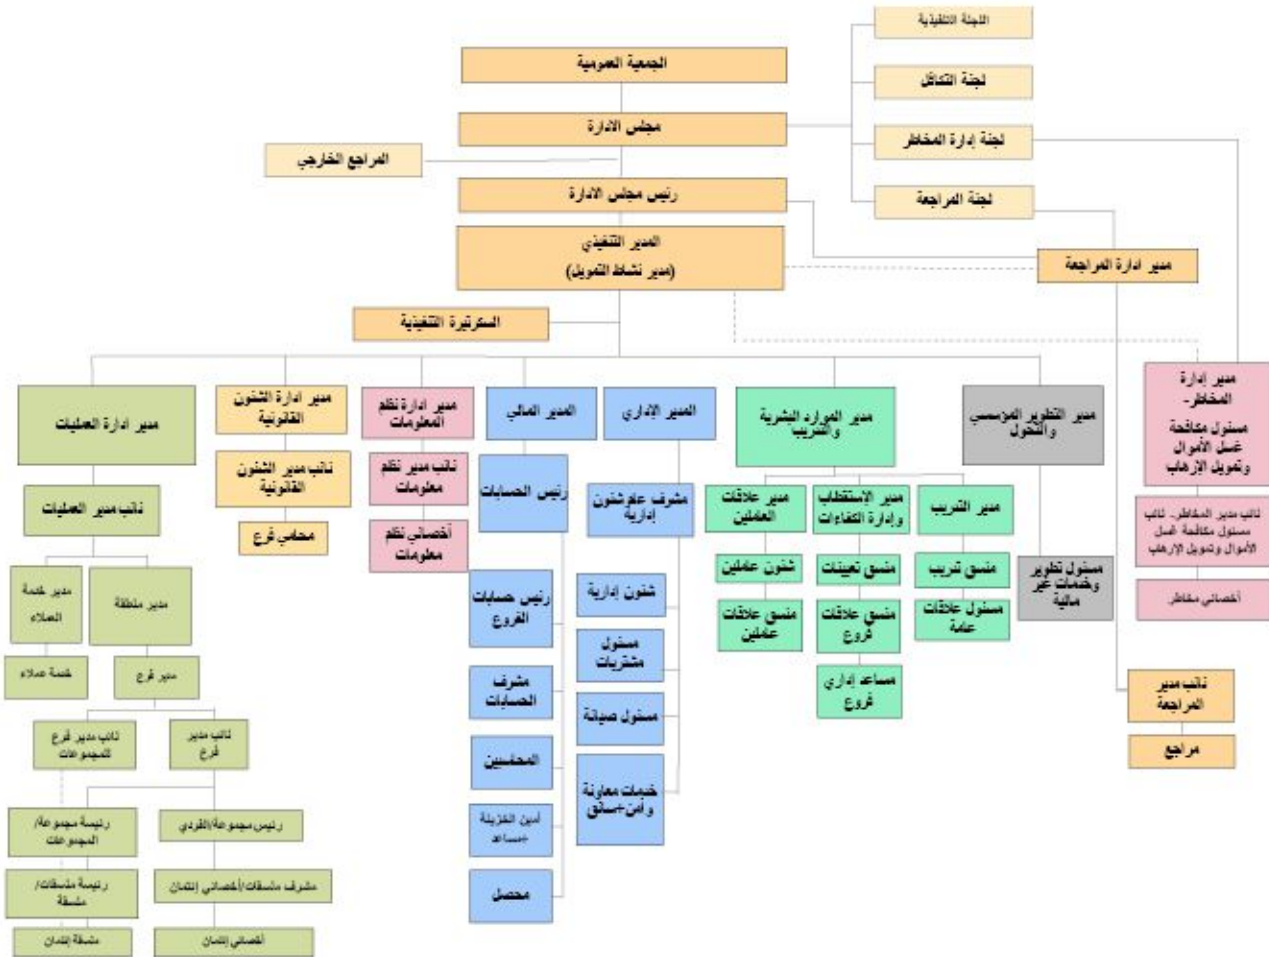 اللجنة التنفيذية
الجمعية العمومية
لجنة التكافل
مجلس الادارة
لجنة إدارة المخاطر
المراجع الخارجي
رئيس مجلس الادارة
لجنة المراجعة
المدير التنفيذي
(مدير نشاط التمويل)
مدير ادارة المراجعة
السكرتيرة التنفيذية
مدير إدارة
المخاطر-
مسئول مكافحة
غسل الأموال
وتمويل الإرهاب
مدير التطوير المؤسسي
والتحول
مدير الموارد البشرية
والتدريب
المدير الإداري
المدير المالي
مدير ادارة نظم
المعلومات
مدير ادارة الشئون
القانونية
مدير ادارة العمليات
نائب مدير المخاطر- نائب
مسئول مكافحة غسل
الأموال وتمويل الإرهاب
أخصائي مخاطر
مسئول تطوير
وخدمات غير
مالية
مدير التدريب
منسق تدريب
مسئول علاقات
عامة
مدير الإستقطاب
وإدارة الكفاءات
منسق تعيينات
منسق علاقات
فروع
مساعد إداري
فروع
مدير علاقات
العاملين
شئون عاملين
منسق علاقات
عاملين
مشرف عام شئون
إدارية
شئون إدارية
مسئول
مشتريات
مسئول صيانة
خدمات معاونة
وأمن+سائق
رئيس الحسابات
رئيس حسابات
الفروع
مشرف
الحسابات
المحاسبين
أمين الخزينة
+مساعد
محصل
نائب مدير نظم
معلومات
أخصائي نظم
معلومات
نائب مدير الشئون
القانونية
محامي فرع
نائب مدير العمليات
مدير منطقة
مدير خدمة
العملاء
مدير فرع
خدمة عملاء
نائب مدير
فرع
نائب مدير فرع
للمجموعات
رئيس مجموعة/الفردي
رئيسة مجموعة/
المجموعات
مشرف منسقات/أخصائي إئتمان
رئيسة منسقات/
منسقة
أخصائي إئتمان
منسقة إئتمان
نائب مدير
المراجعة
مراجع